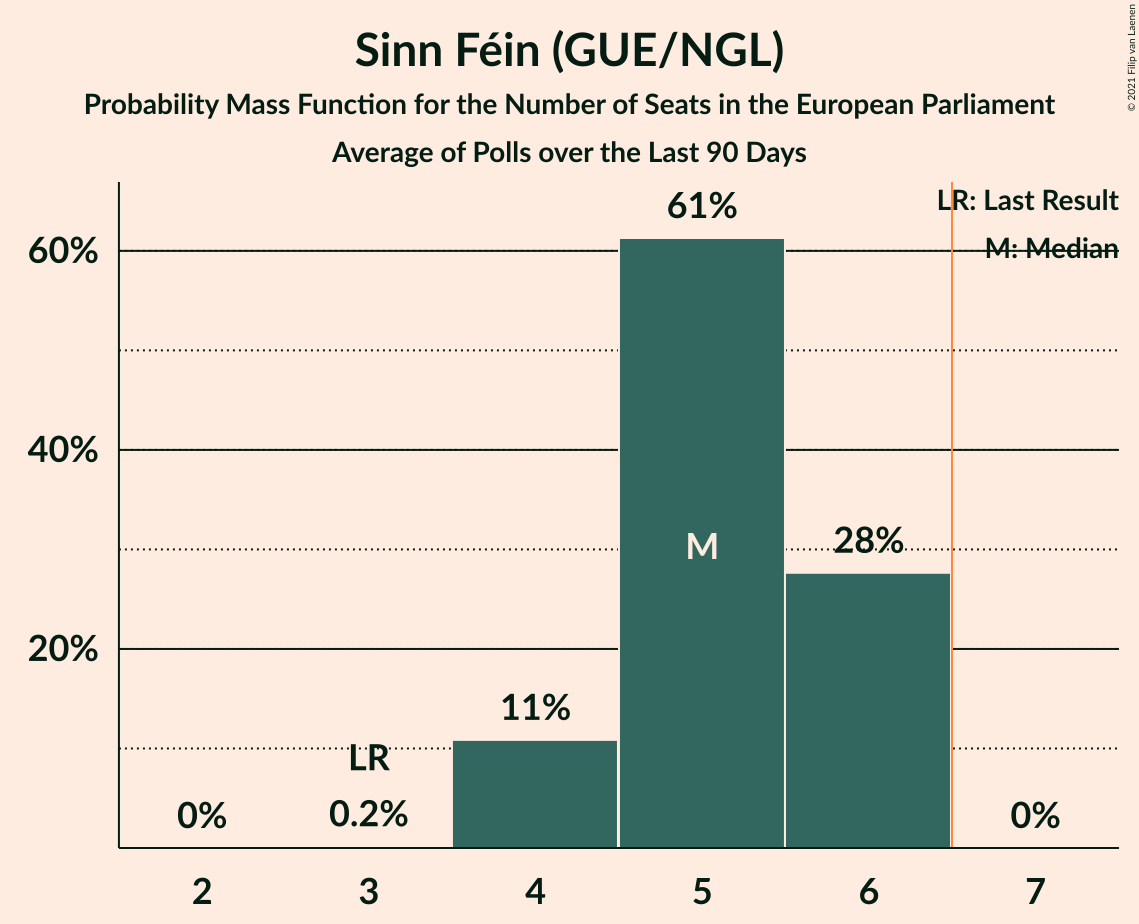 Sinn Féin (GUE/NGL)
Probability Mass Function for the Number of Seats in the European Parliament
Average of Polls over the Last 90 Days
© 2021 Filip van Laenen
LR: Last Result
M: Median
61%
60%
40%
M
28%
20%
11%
LR
0%
0.2%
0%
2 3 4 5 6 7